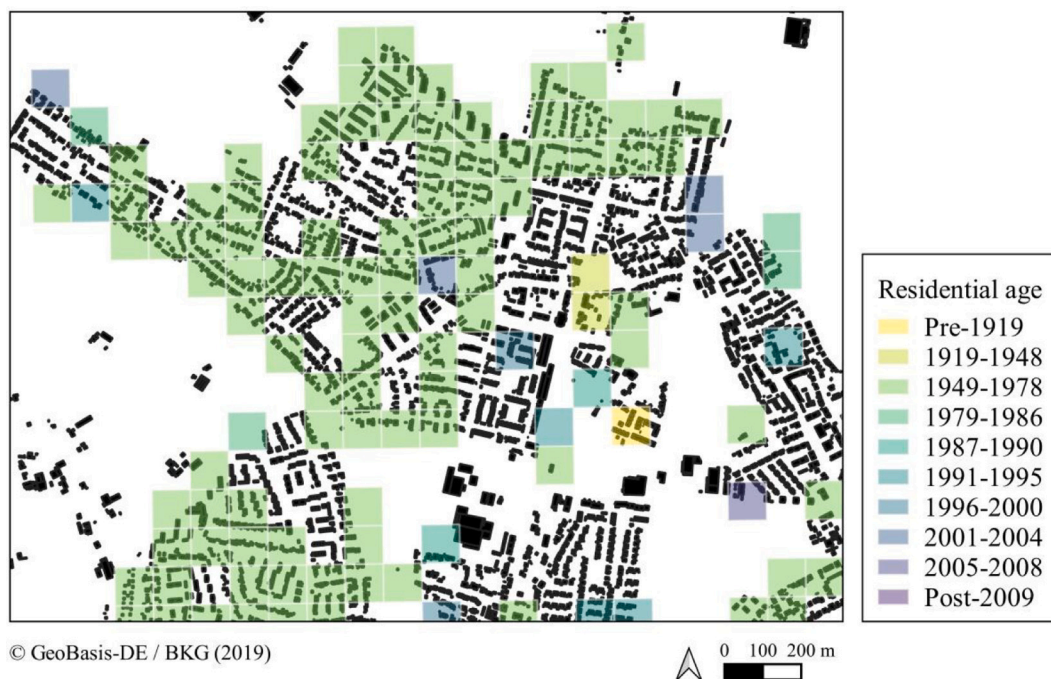 Residential age
Pre-1919
1919-1948
1949-1978
1979-1986
1987-1990
1991-1995
1996-2000
2001-2004
2005-2008
Post-2009
© GeoBasis-DE / BKG (2019)
0 100 200 m